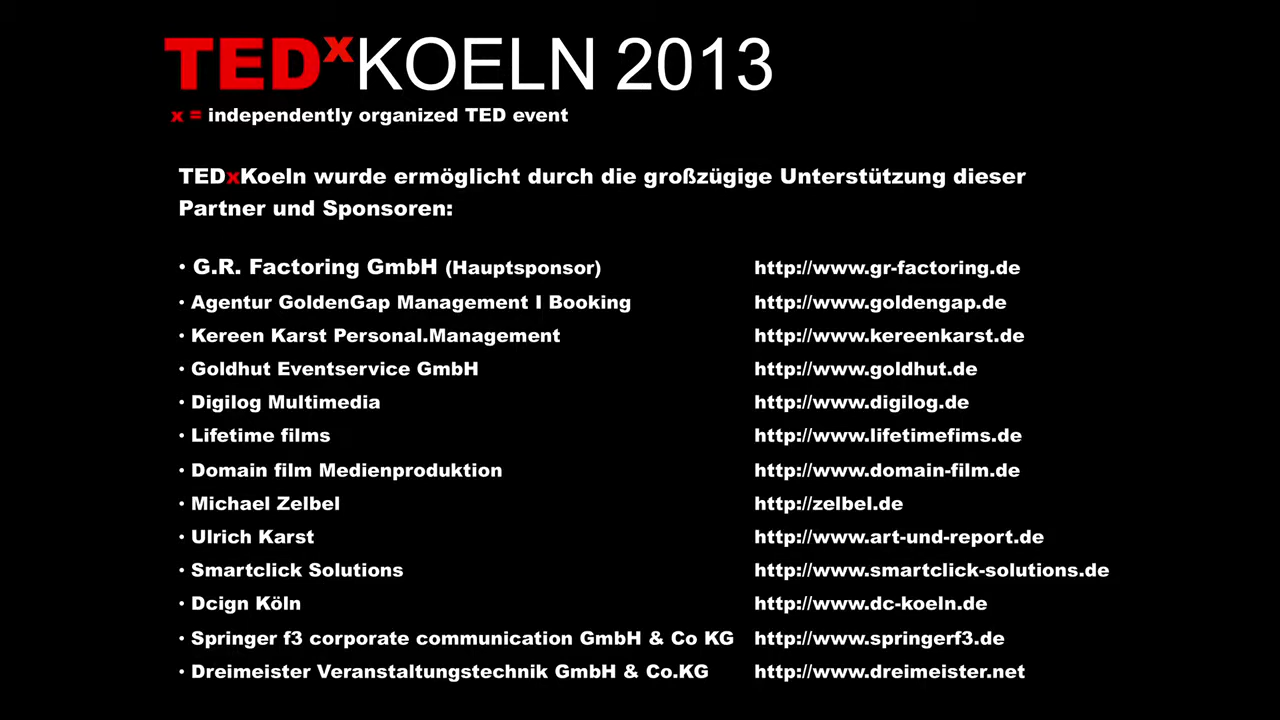 TEDxKOELN 2013
x = independently organized TED event
TEDxKoeln wurde ermöglicht durch die großzügige Unterstützung dieser
Partner und Sponsoren:
• G.R. Factoring GmbH (Hauptsponsor) http://www.gr-factoring.de
• Agentur GoldenGap Management I Booking http://www.goldengap.de
• Kereen Karst Personal.Management http://www.kereenkarst.de
• Goldhut Eventservice GmbH http://www.goldhut.de
• Digilog Multimedia http://www.digilog.de
• Lifetime films http://www.lifetimefims.de
• Domain film Medienproduktion http://www.domain-film.de
• Michael Zelbel http://zelbel.de
• Ulrich Karst http://www.art-und-report.de
• Smartclick Solutions http://www.smartclick-solutions.de
• Dcign Köln http://www.dc-koeln.de
• Springer f3 corporate communication GmbH & Co KG http://www.springerf3.de
• Dreimeister Veranstaltungstechnik GmbH & Co.KG http://www.dreimeister.net